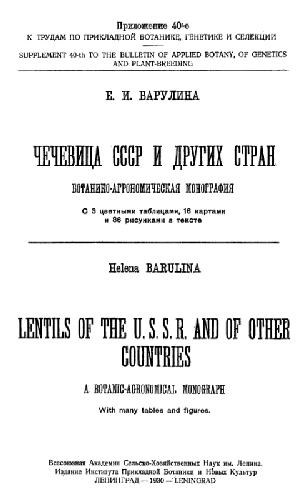 Приложение 40-е
К ТРУДАМ ПО ПРИКЛАДНОЙ БОТАНИКЕ, ГЕНЕТИКЕ И СЕЛЕКЦИИ
SUPPLEMENT 40-th TO THE BULLETIN OF APPLIED BOTANY, OF GENETICS
AND PLANT-BREEDING
Е. И. БАРУЛИНА
ЧЕЧЕВИЦА СССР И ДРУГИХ СТРАН
БОТАНИКО-АГРОНОМИЧЕСКАЯ МОНОГРАФИЯ
С 3 цветными таблицами, 16 картами
и 36 рисунками в тексте
Helena BARULINA
LENTILS OF THE U. S. S. R. AND OF OTHER
COUNTRIES
A BOTANIC-AGRONOMICAL MONOGRAPH
With many tables and figures.
Всесоюзная Академия Сельско-Хозяйственных Наук им. Ленина.
Издание Института Прикладной Ботаники и Новых Культур
ЛЕНИНГРАД — 1930 — LENINGRAD